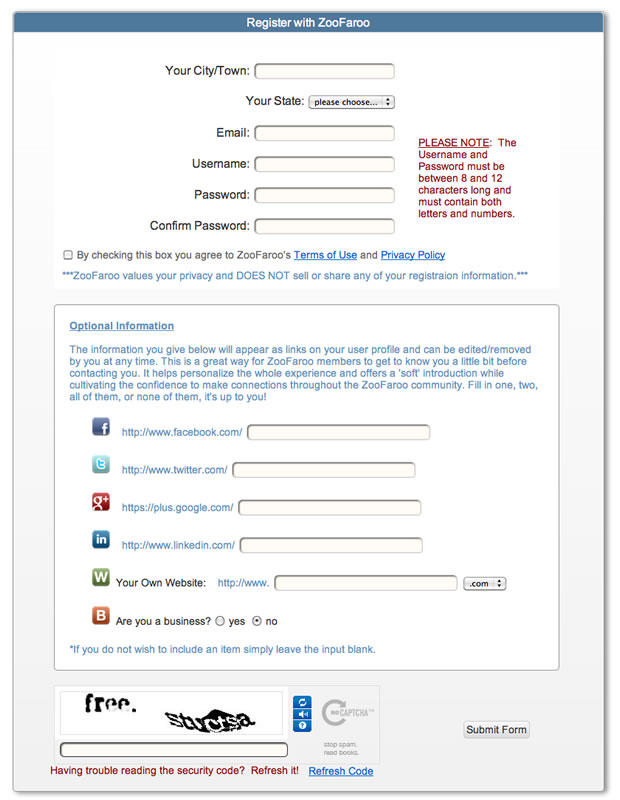 Register with ZooFaroo
Your City/Town:
Your State: please choose...
Email:
Username:
Password:
Confirm Password:
PLEASE NOTE: The
Username and
Password must be
between 8 and 12
characters long and
must contain both
letters and numbers.
By checking this box you agree to ZooFaroo's Terms of Use and Privacy Policy
***ZooFaroo values your privacy and DOES NOT sell or share any of your registraion information.***
Optional Information
The information you give below will appear as links on your user profile and can be edited/removed
by you at any time. This is a great way for ZooFaroo members to get to know you a little bit before
contacting you. It helps personalize the whole experience and offers a 'soft' introduction while
cultivating the confidence to make connections throughout the ZooFaroo community. Fill in one, two,
all of them, or none of them, it's up to you!
f http://www.facebook.com/
t http://www.twitter.com/
g+ https://plus.google.com/
in http://www.linkedin.com/
W Your Own Website: http://www. .com
B Are you a business? yes no
*If you do not wish to include an item simply leave the input blank.
free.
reCAPTCHA™
stop spam.
read books.
Submit Form
Having trouble reading the security code? Refresh it! Refresh Code